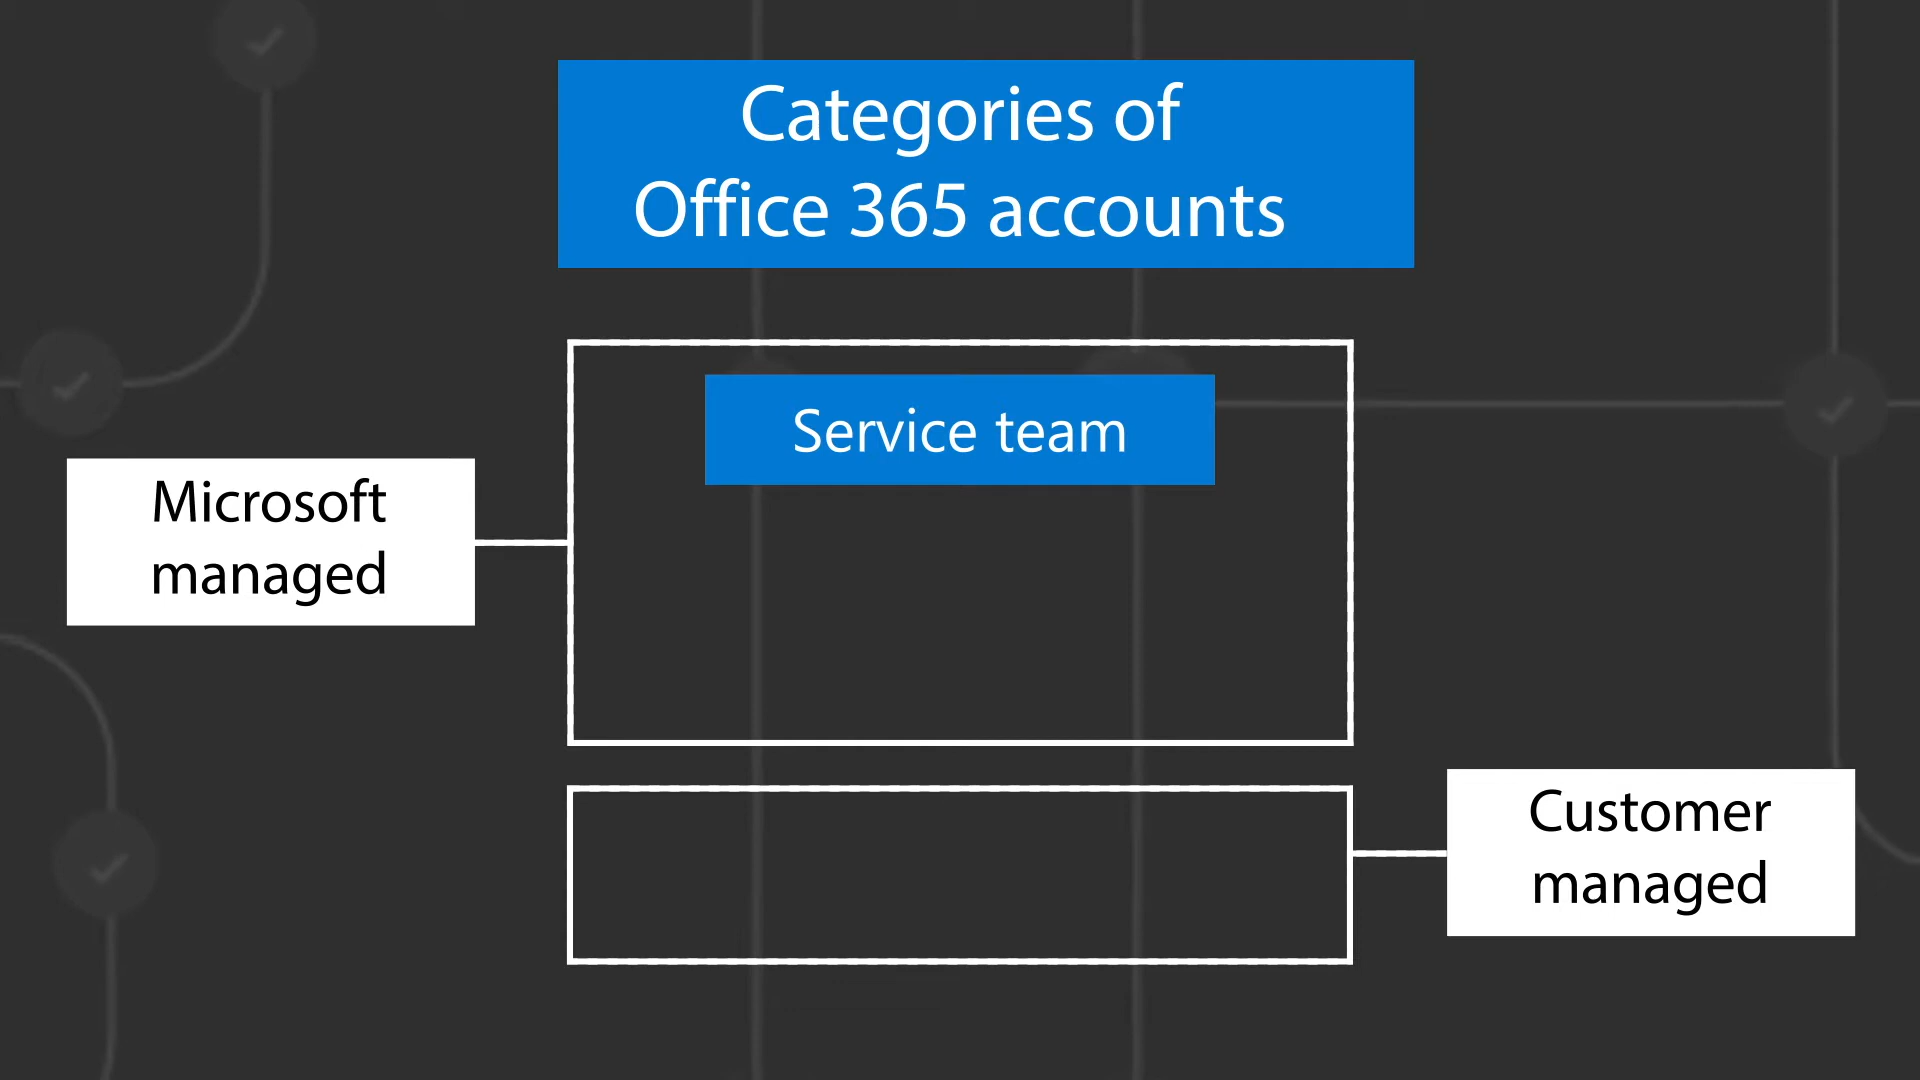 Categories of
Office 365 accounts
Service team
Microsoft
managed
Customer
managed